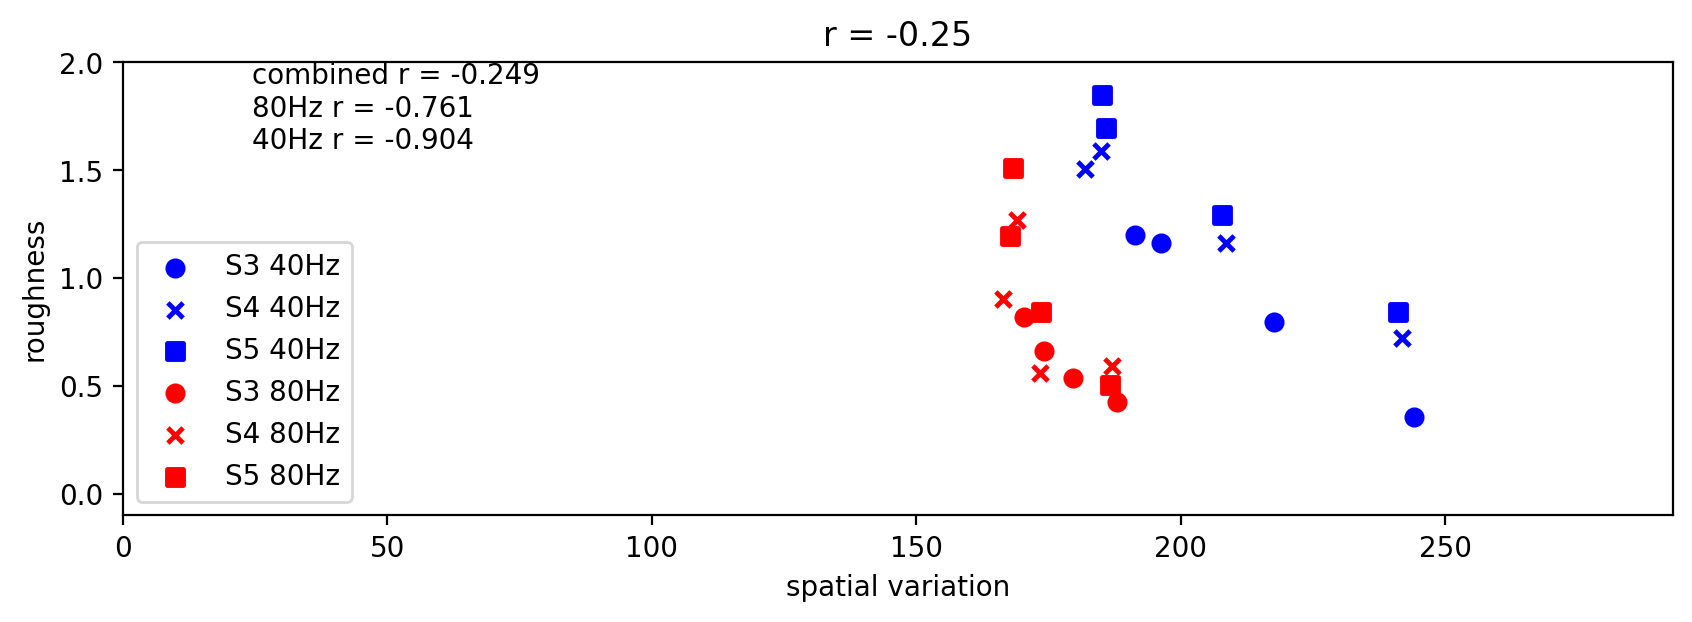 r = -0.25
combined r = -0.249
80Hz r = -0.761
40Hz r = -0.904
2.0
1.5
1.0
0.5
0.0
roughness
S3 40Hz
S4 40Hz
S5 40Hz
S3 80Hz
S4 80Hz
S5 80Hz
0 50 100 150 200 250
spatial variation